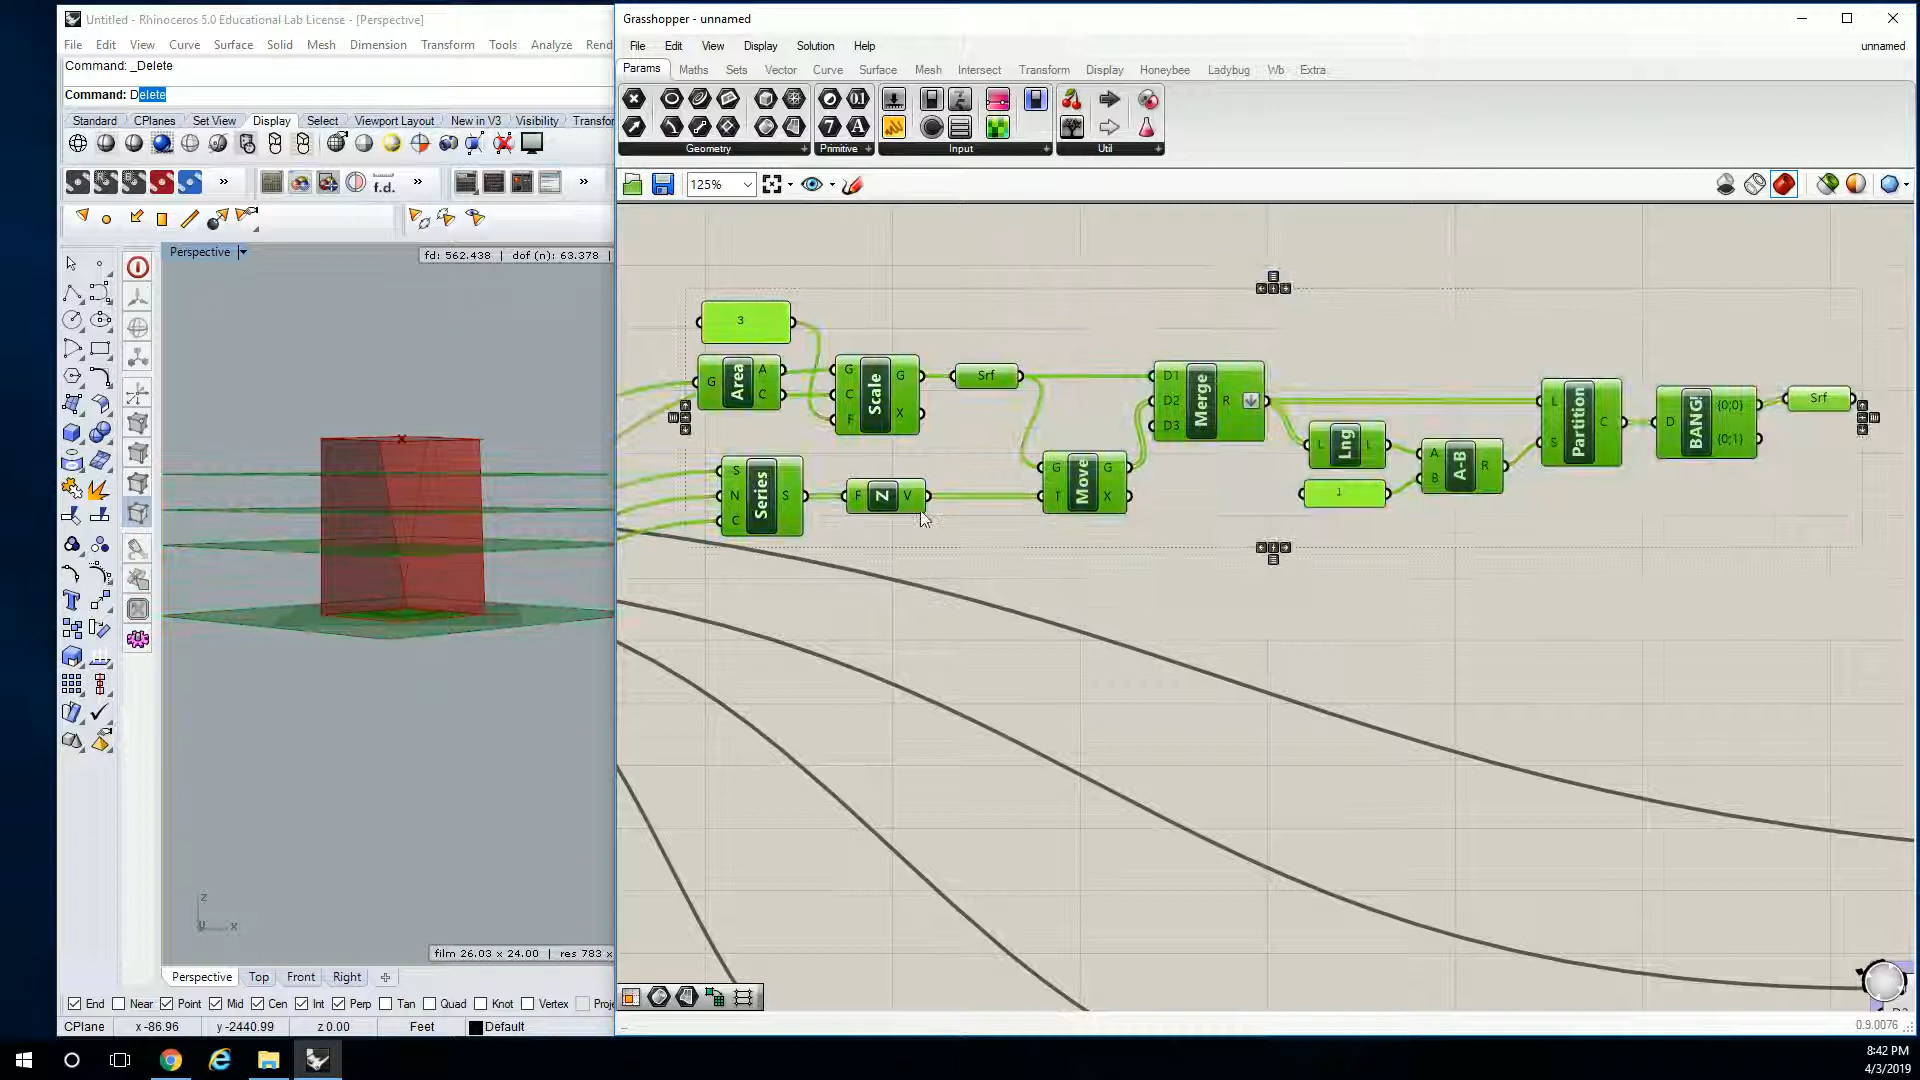 Untitled - Rhinoceros 5.0 Educational Lab License - [Perspective]
File Edit View Curve Surface Solid Mesh Dimension Transform Tools Analyze Rend
Command: _Delete
Command: Delete
Standard CPlanes Set View Display Select Viewport Layout New in V3 Visibility Transfor
f.d.
Perspective
fd: 562.438 | dof (n): 63.378 |
z
x
film 26.03 x 24.00 | res 783 x
Perspective Top Front Right
End Near Point Mid Cen Int Perp Tan Quad Knot Vertex Proje
CPlane x -86.96 y -2440.99 z 0.00 Feet Default
Grasshopper - unnamed
File Edit View Display Solution Help
unnamed
Params Maths Sets Vector Curve Surface Mesh Intersect Transform Display Honeybee Ladybug Wb Extra
Geometry Primitive Input Util
125%
3
G Area A C
G C F Scale G X
Srf
D1 D2 D3 Merge R
L Lng L
1
A B A-B R
L S Partition C
D BANG! {0;0} {0;1}
Srf
S N C Series S
F Z V
G T Move G X
0.9.0076
8:42 PM
4/3/2019